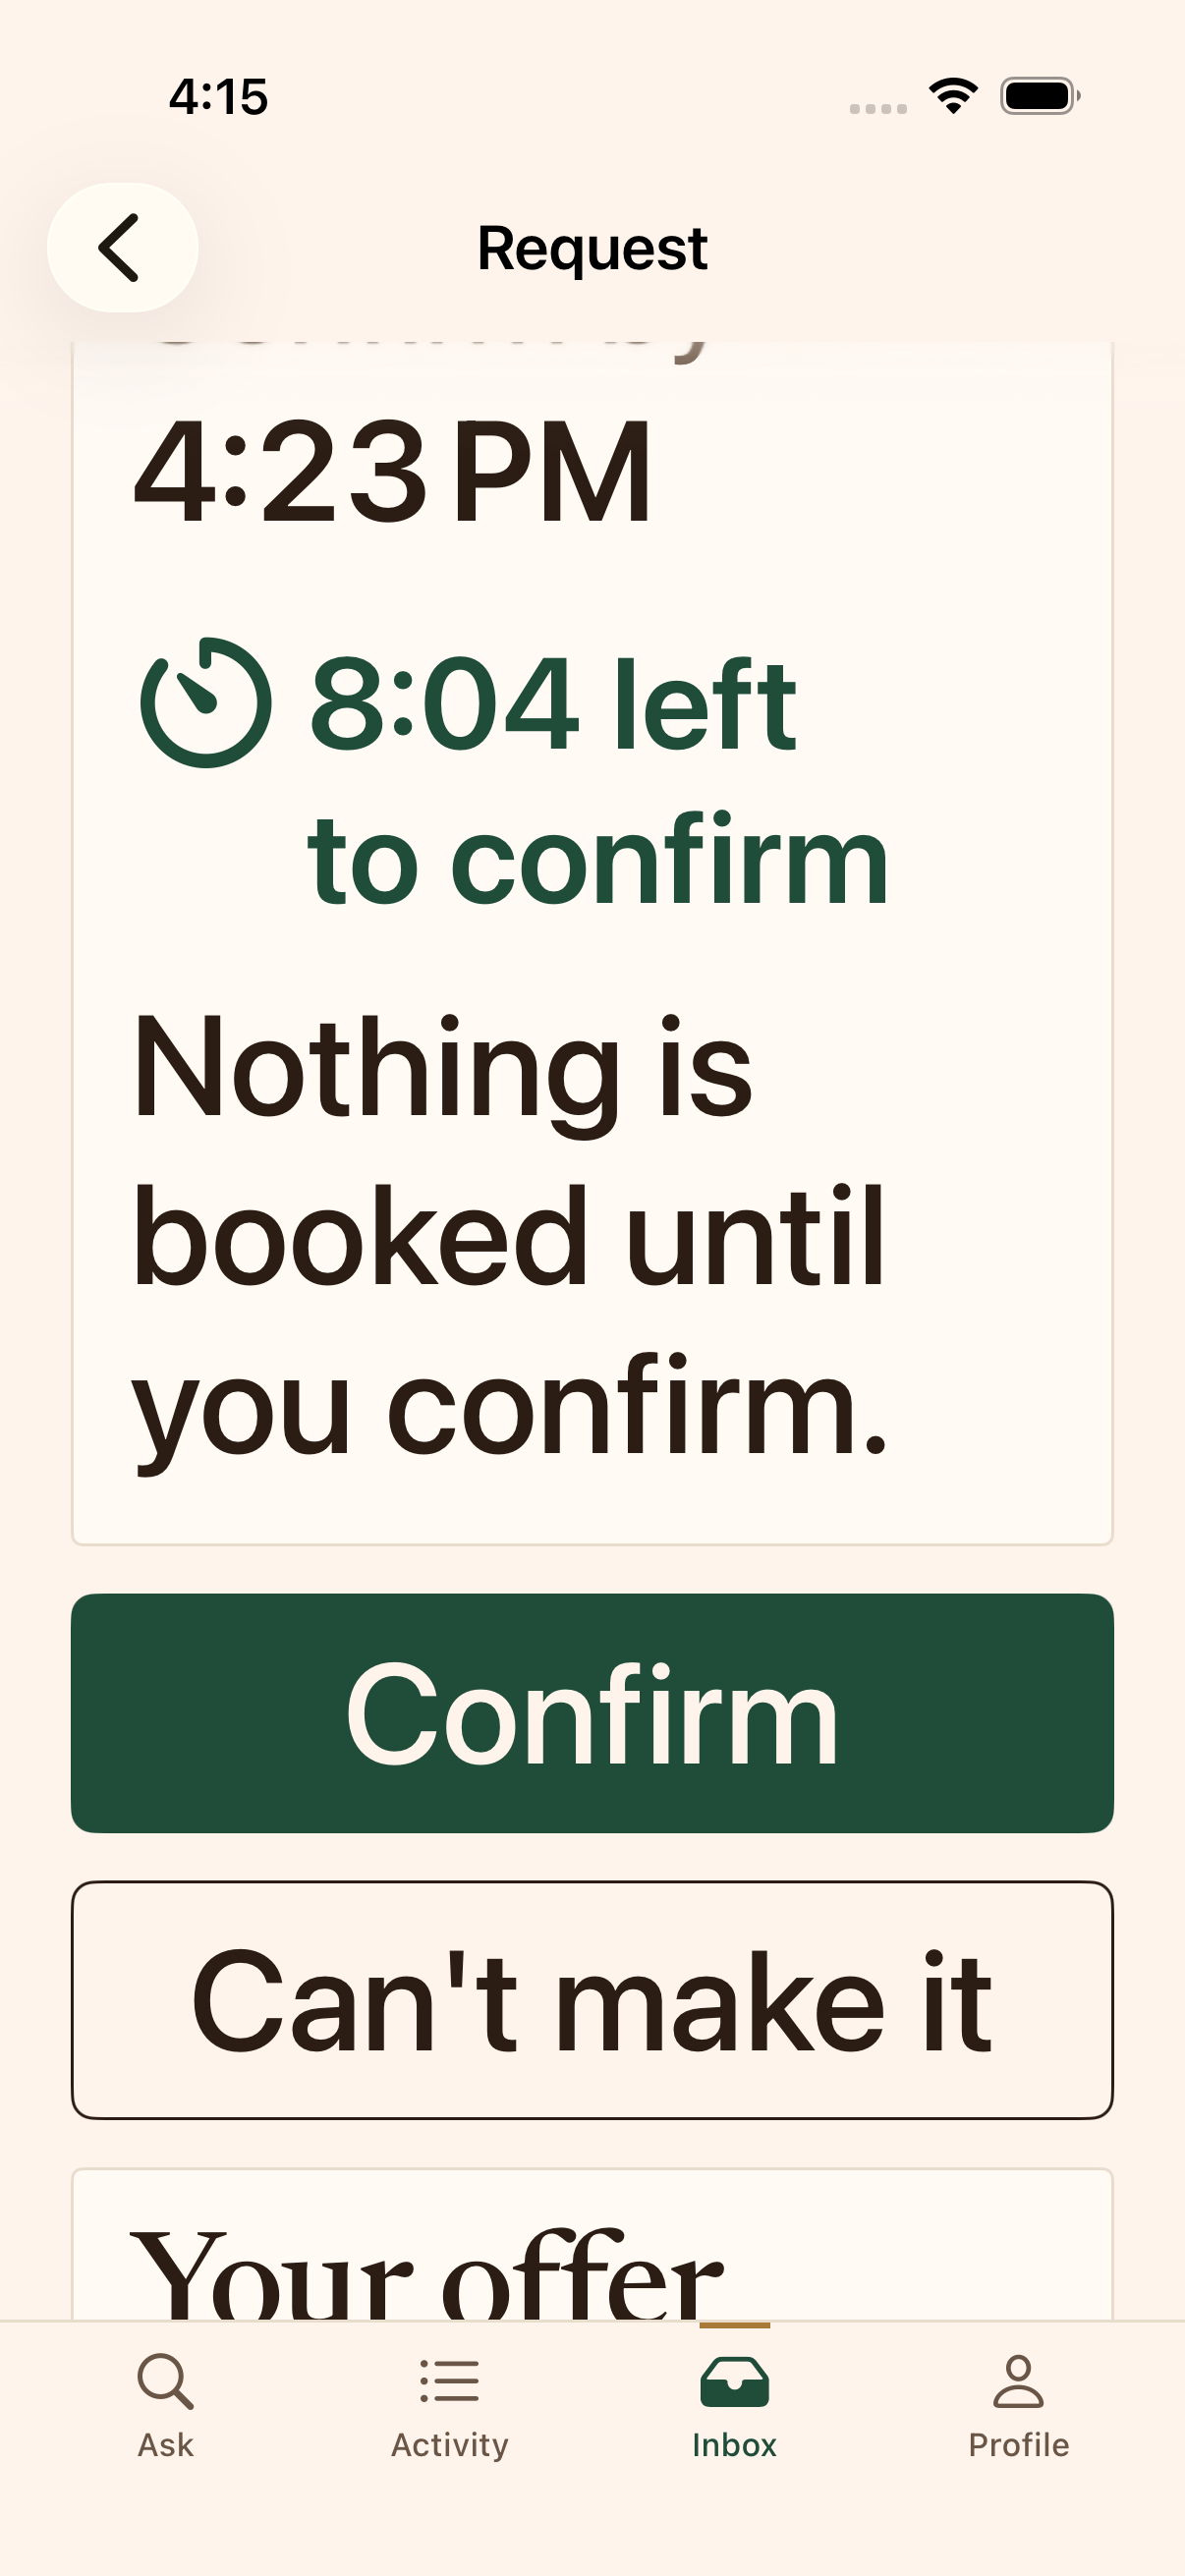 4:15
Request
4:23 PM
8:04 left
to confirm
Nothing is
booked until
you confirm.
Confirm
Can't make it
Your offer
Ask
Activity
Inbox
Profile